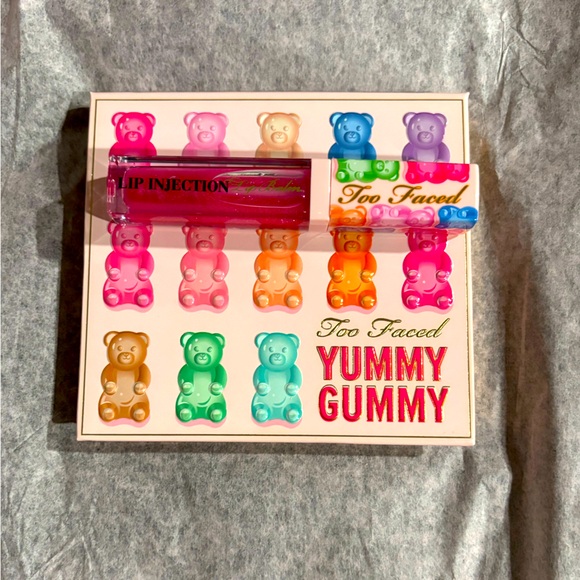 LIP INJECTION
Too Faced
Too Faced
YUMMY
GUMMY